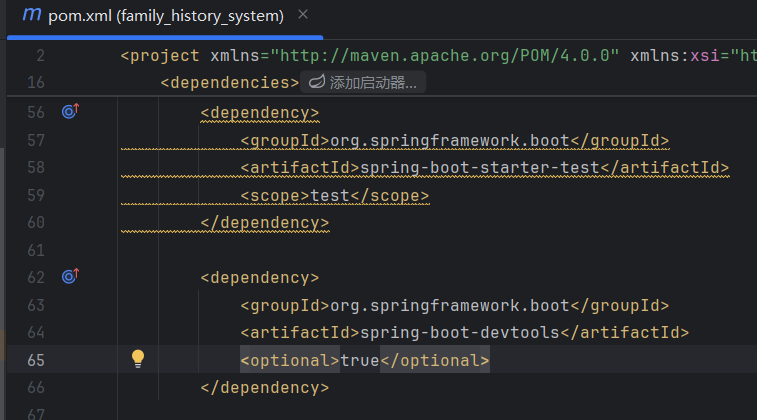 m pom.xml (family_history_system) ×
2 <project xmlns="http://maven.apache.org/POM/4.0.0" xmlns:xsi="ht
16 <dependencies> 添加启动器...
56 <dependency>
57 <groupId>org.springframework.boot</groupId>
58 <artifactId>spring-boot-starter-test</artifactId>
59 <scope>test</scope>
60 </dependency>
61
62 <dependency>
63 <groupId>org.springframework.boot</groupId>
64 <artifactId>spring-boot-devtools</artifactId>
65 <optional>true</optional>
66 </dependency>
67